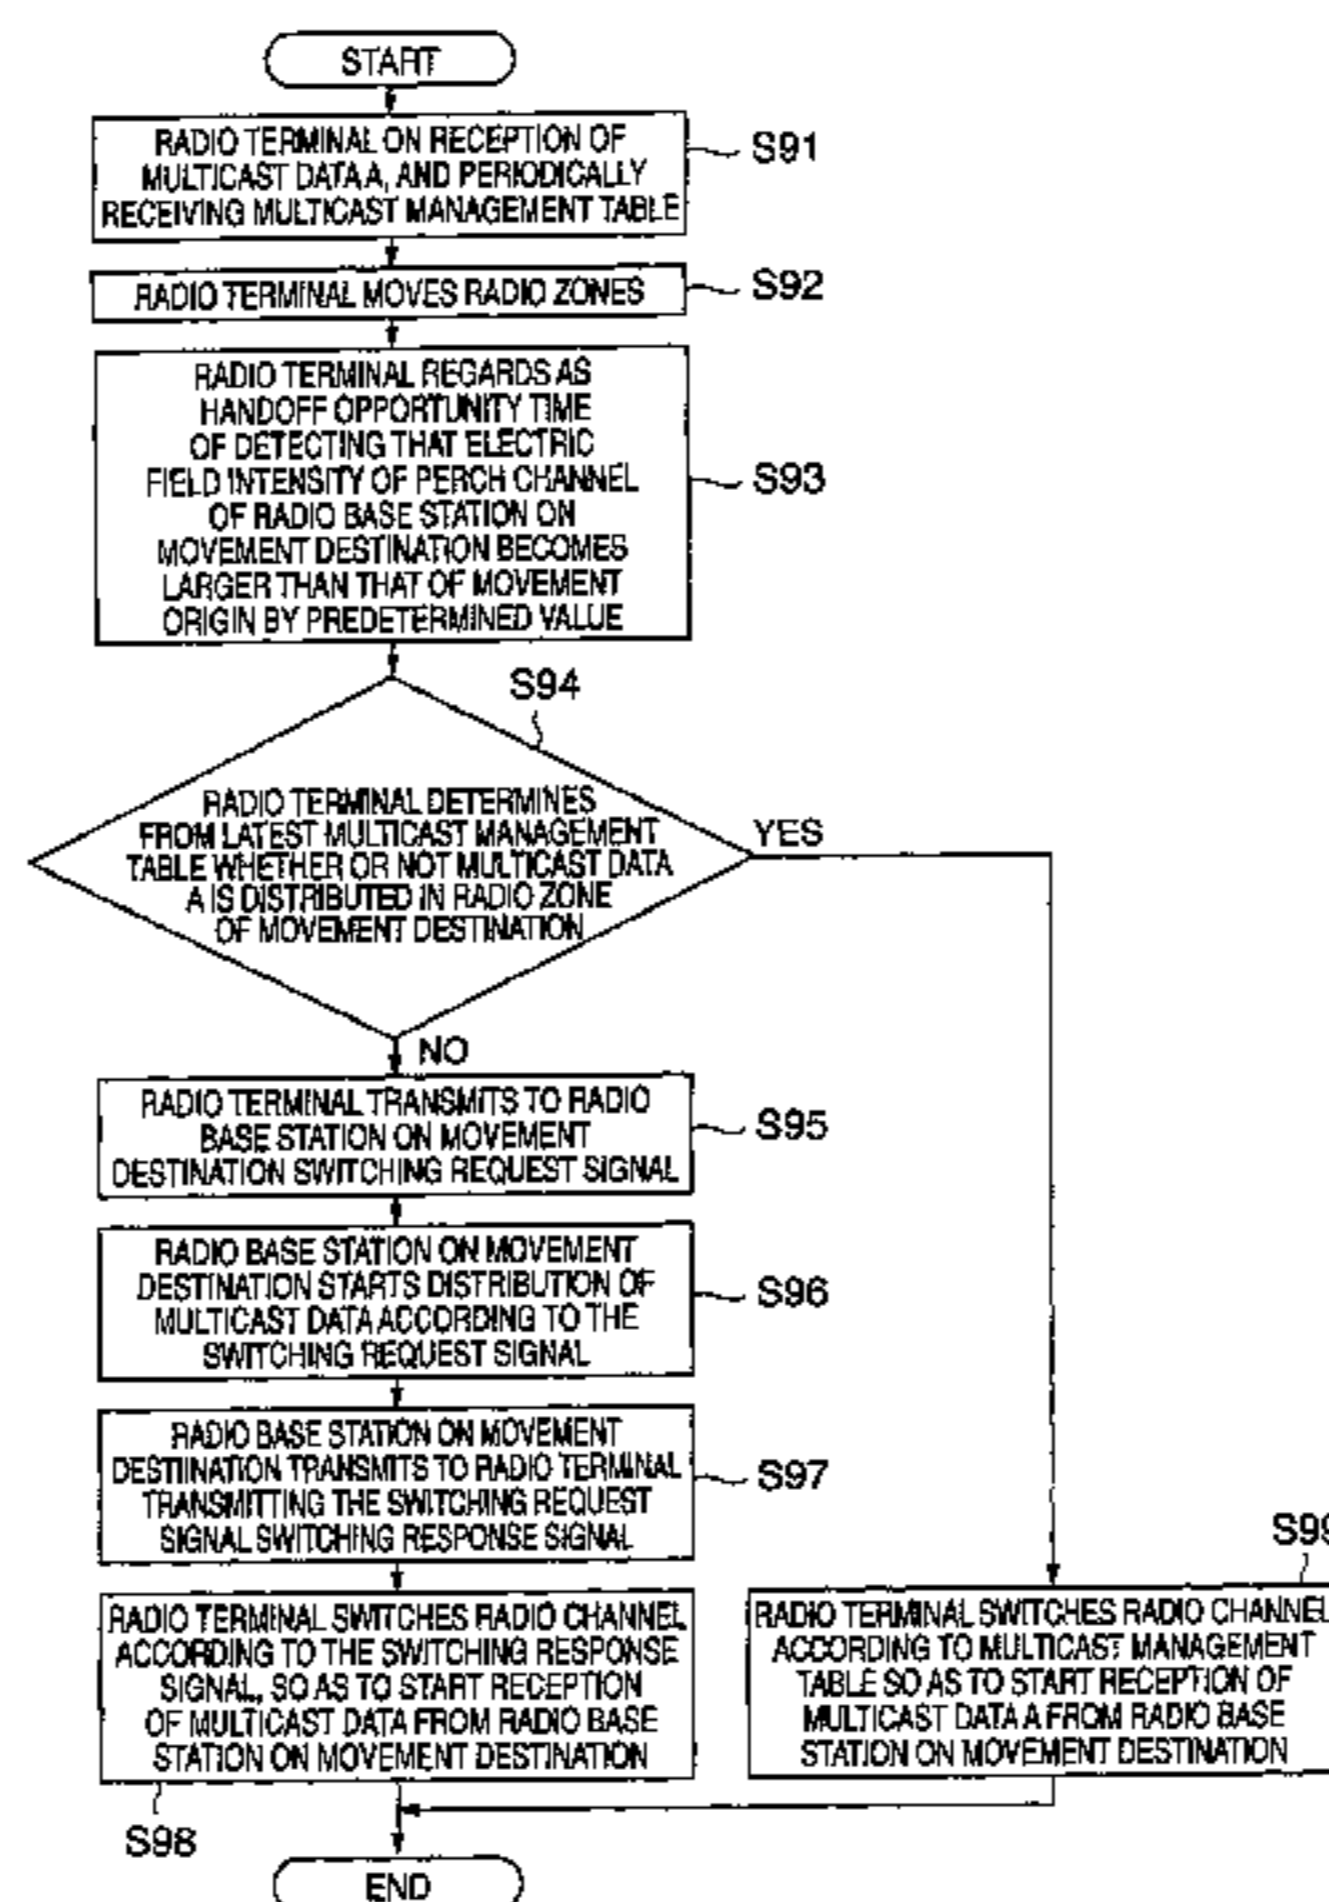 START
RADIO TERMINAL ON RECEPTION OF
MULTICAST DATA A, AND PERIODICALLY
RECEIVING MULTICAST MANAGEMENT TABLE
S91
RADIO TERMINAL MOVES RADIO ZONES
S92
RADIO TERMINAL REGARDS AS
HANDOFF OPPORTUNITY TIME
OF DETECTING THAT ELECTRIC
FIELD INTENSITY OF PERCH CHANNEL
OF RADIO BASE STATION ON
MOVEMENT DESTINATION BECOMES
LARGER THAN THAT OF MOVEMENT
ORIGIN BY PREDETERMINED VALUE
S93
S94
RADIO TERMINAL DETERMINES
FROM LATEST MULTICAST MANAGEMENT
TABLE WHETHER OR NOT MULTICAST DATA
A IS DISTRIBUTED IN RADIO ZONE
OF MOVEMENT DESTINATION
YES
NO
RADIO TERMINAL TRANSMITS TO RADIO
BASE STATION ON MOVEMENT
DESTINATION SWITCHING REQUEST SIGNAL
S95
RADIO BASE STATION ON MOVEMENT
DESTINATION STARTS DISTRIBUTION OF
MULTICAST DATA ACCORDING TO THE
SWITCHING REQUEST SIGNAL
S96
RADIO BASE STATION ON MOVEMENT
DESTIINATION TRANSMITS TO RADIO TERMINAL
TRANSMITTING THE SWITCHING REQUEST
SIGNAL SWITCHING RESPONSE SIGNAL
S97
RADIO TERMINAL SWITCHES RADIO CHANNEL
ACCORDING TO THE SWITCHING RESPONSE
SIGNAL, SO AS TO START RECEPTION
OF MULTICAST DATA FROM RADIO BASE
STATION ON MOVEMENT DESTINATION
S98
S99
RADIO TERMINAL SWITCHES RADIO CHANNEL
ACCORDING TO MULTICAST MANAGEMENT
TABLE SO AS TO START RECEPTION OF
MULTICAST DATA A FROM RADIO BASE
STATION ON MOVEMENT DESTINATION
END